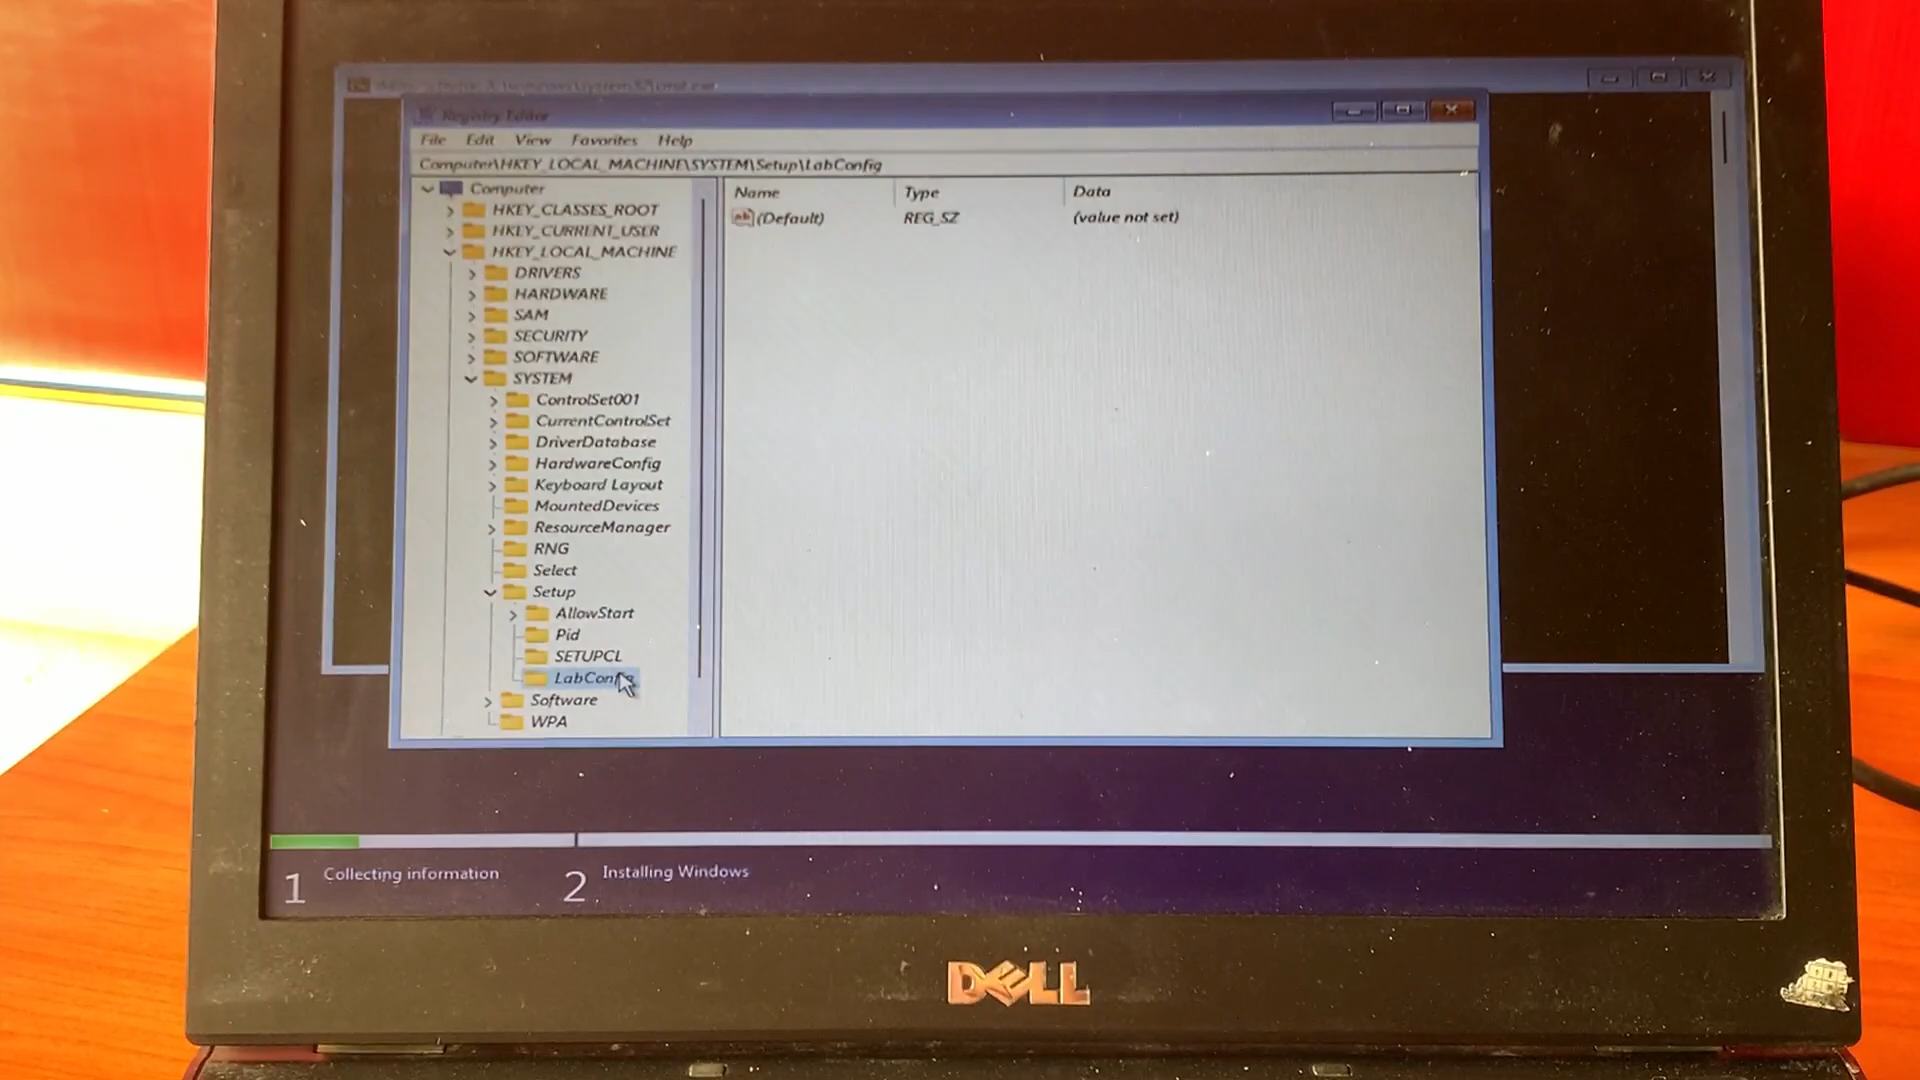 Registry Editor
File Edit View Favorites Help
Computer\HKEY_LOCAL_MACHINE\SYSTEM\Setup\LabConfig
Computer
HKEY_CLASSES_ROOT
HKEY_CURRENT_USER
HKEY_LOCAL_MACHINE
DRIVERS
HARDWARE
SAM
SECURITY
SOFTWARE
SYSTEM
ControlSet001
CurrentControlSet
DriverDatabase
HardwareConfig
Keyboard Layout
MountedDevices
ResourceManager
RNG
Select
Setup
AllowStart
Pid
SETUPCL
LabConfig
Software
WPA
Name Type Data
ab (Default) REG_SZ (value not set)
1 Collecting information 2 Installing Windows
DELL